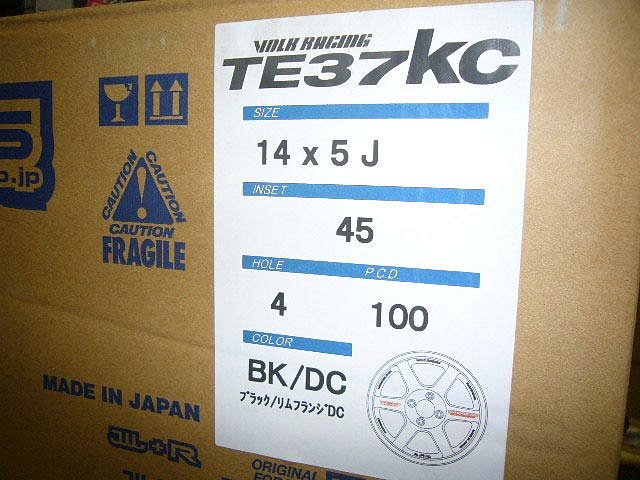 VOLK RACING
TE37KC
SIZE
14 x 5 J
INSET
45
HOLE P.C.D.
4 100
COLOR
BK/DC
ブラック/リムフランジDC
S
o.jp
CAUTION
CAUTION
CAUTION
FRAGILE
MADE IN JAPAN
ORIGINAL